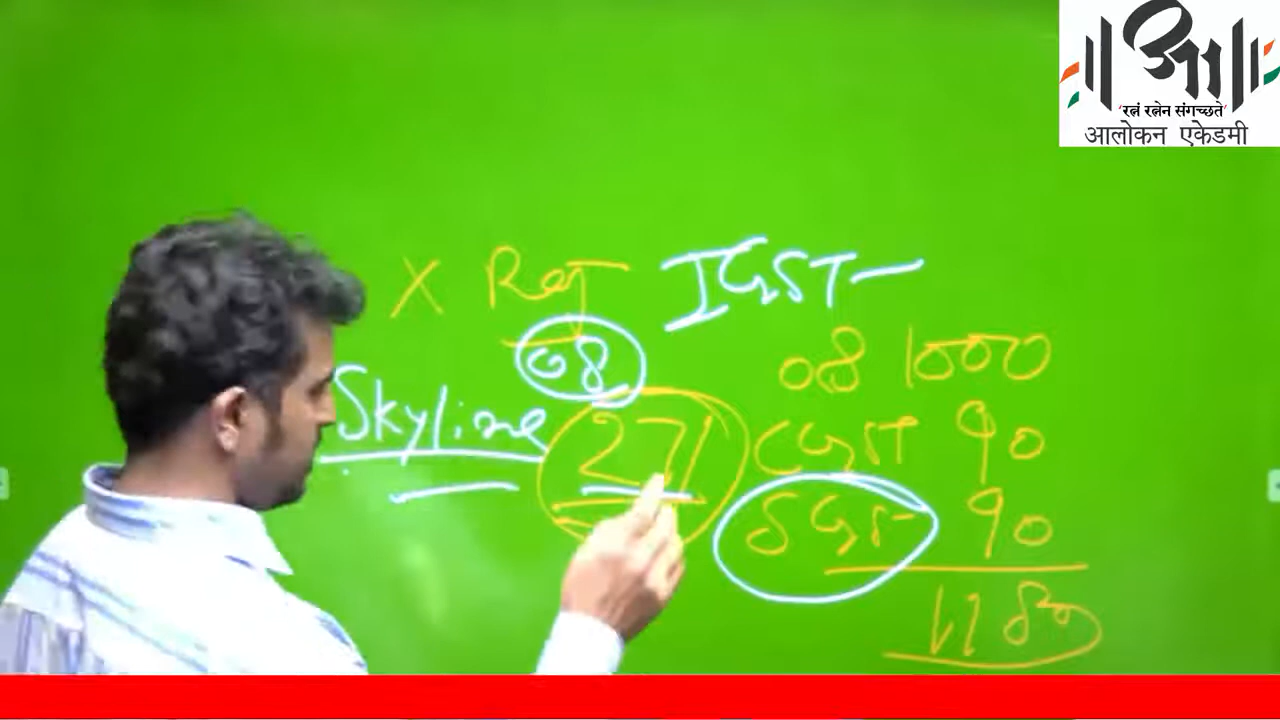 आ
'रत्नं रत्नेन संगच्छते'
आलोकन एकेडमी
X Reg IGST
08
08 1000
Skyline 27 CGST 90
SGST 90
1180